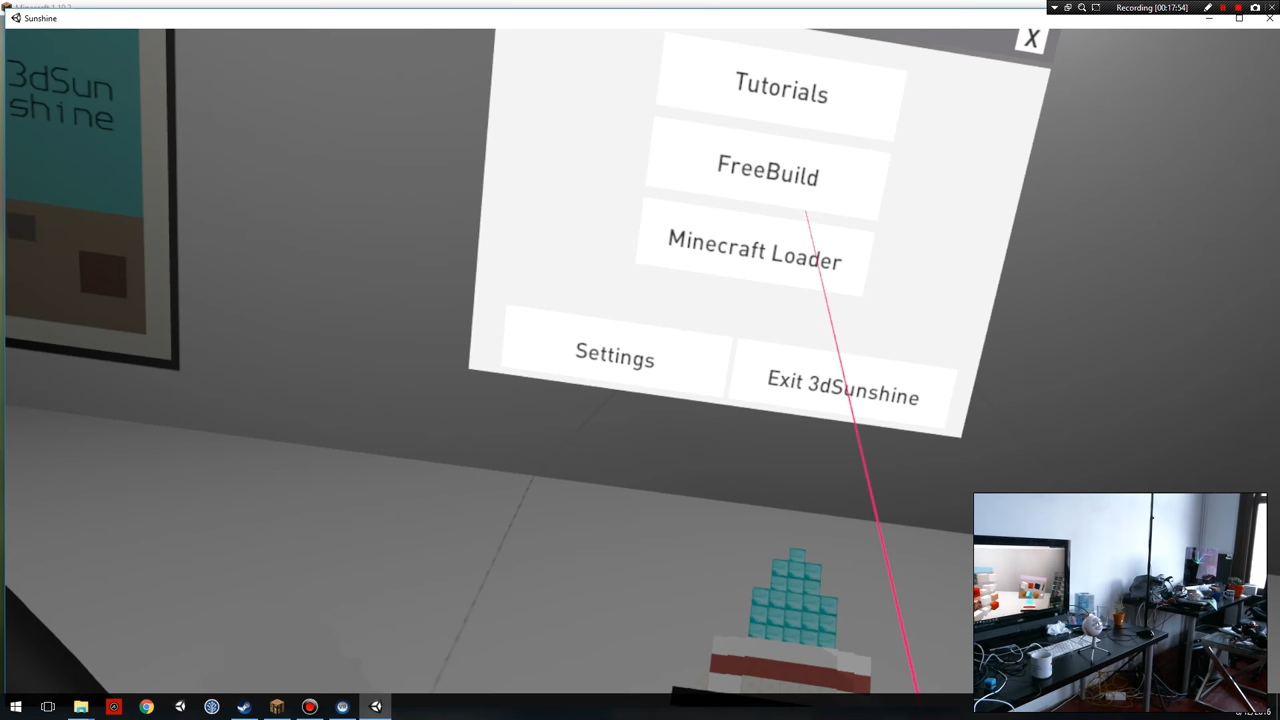 Minecraft 1.10.2
Sunshine
Recording [00:17:54]
3dSun
shine
X
Tutorials
FreeBuild
Minecraft Loader
Settings
Exit 3dSunshine